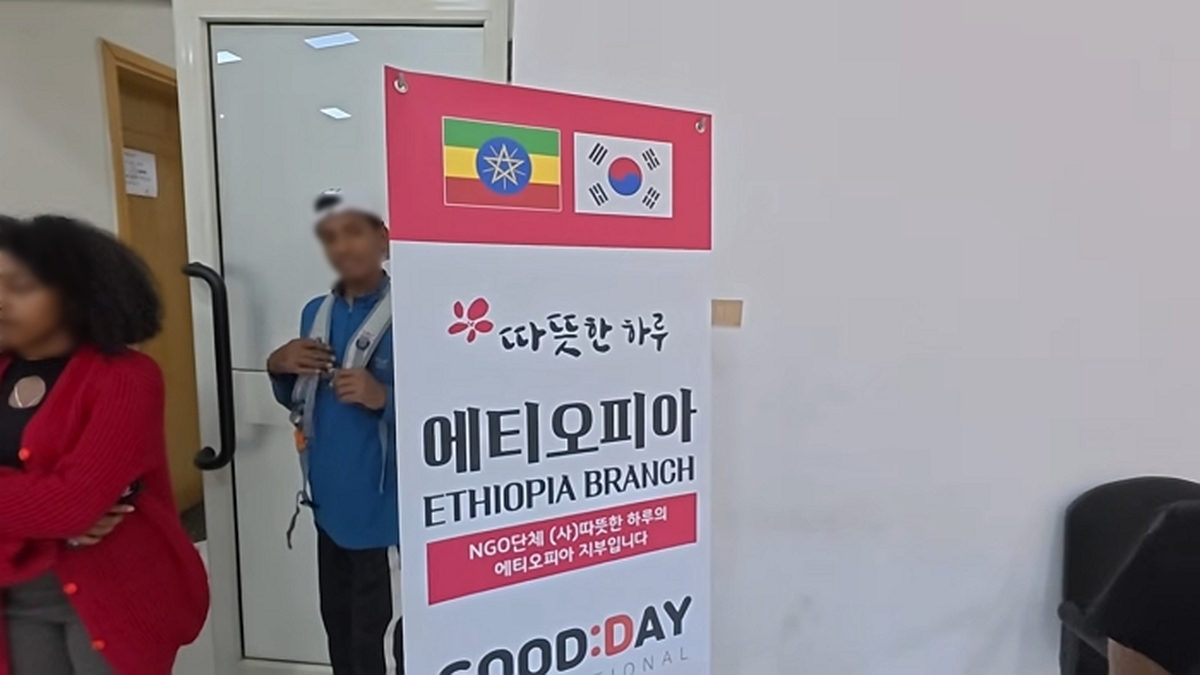 따뜻한 하루
에티오피아
ETHIOPIA BRANCH
NGO단체 (사)따뜻한 하루의
에티오피아 지부입니다
GOOD:DAY